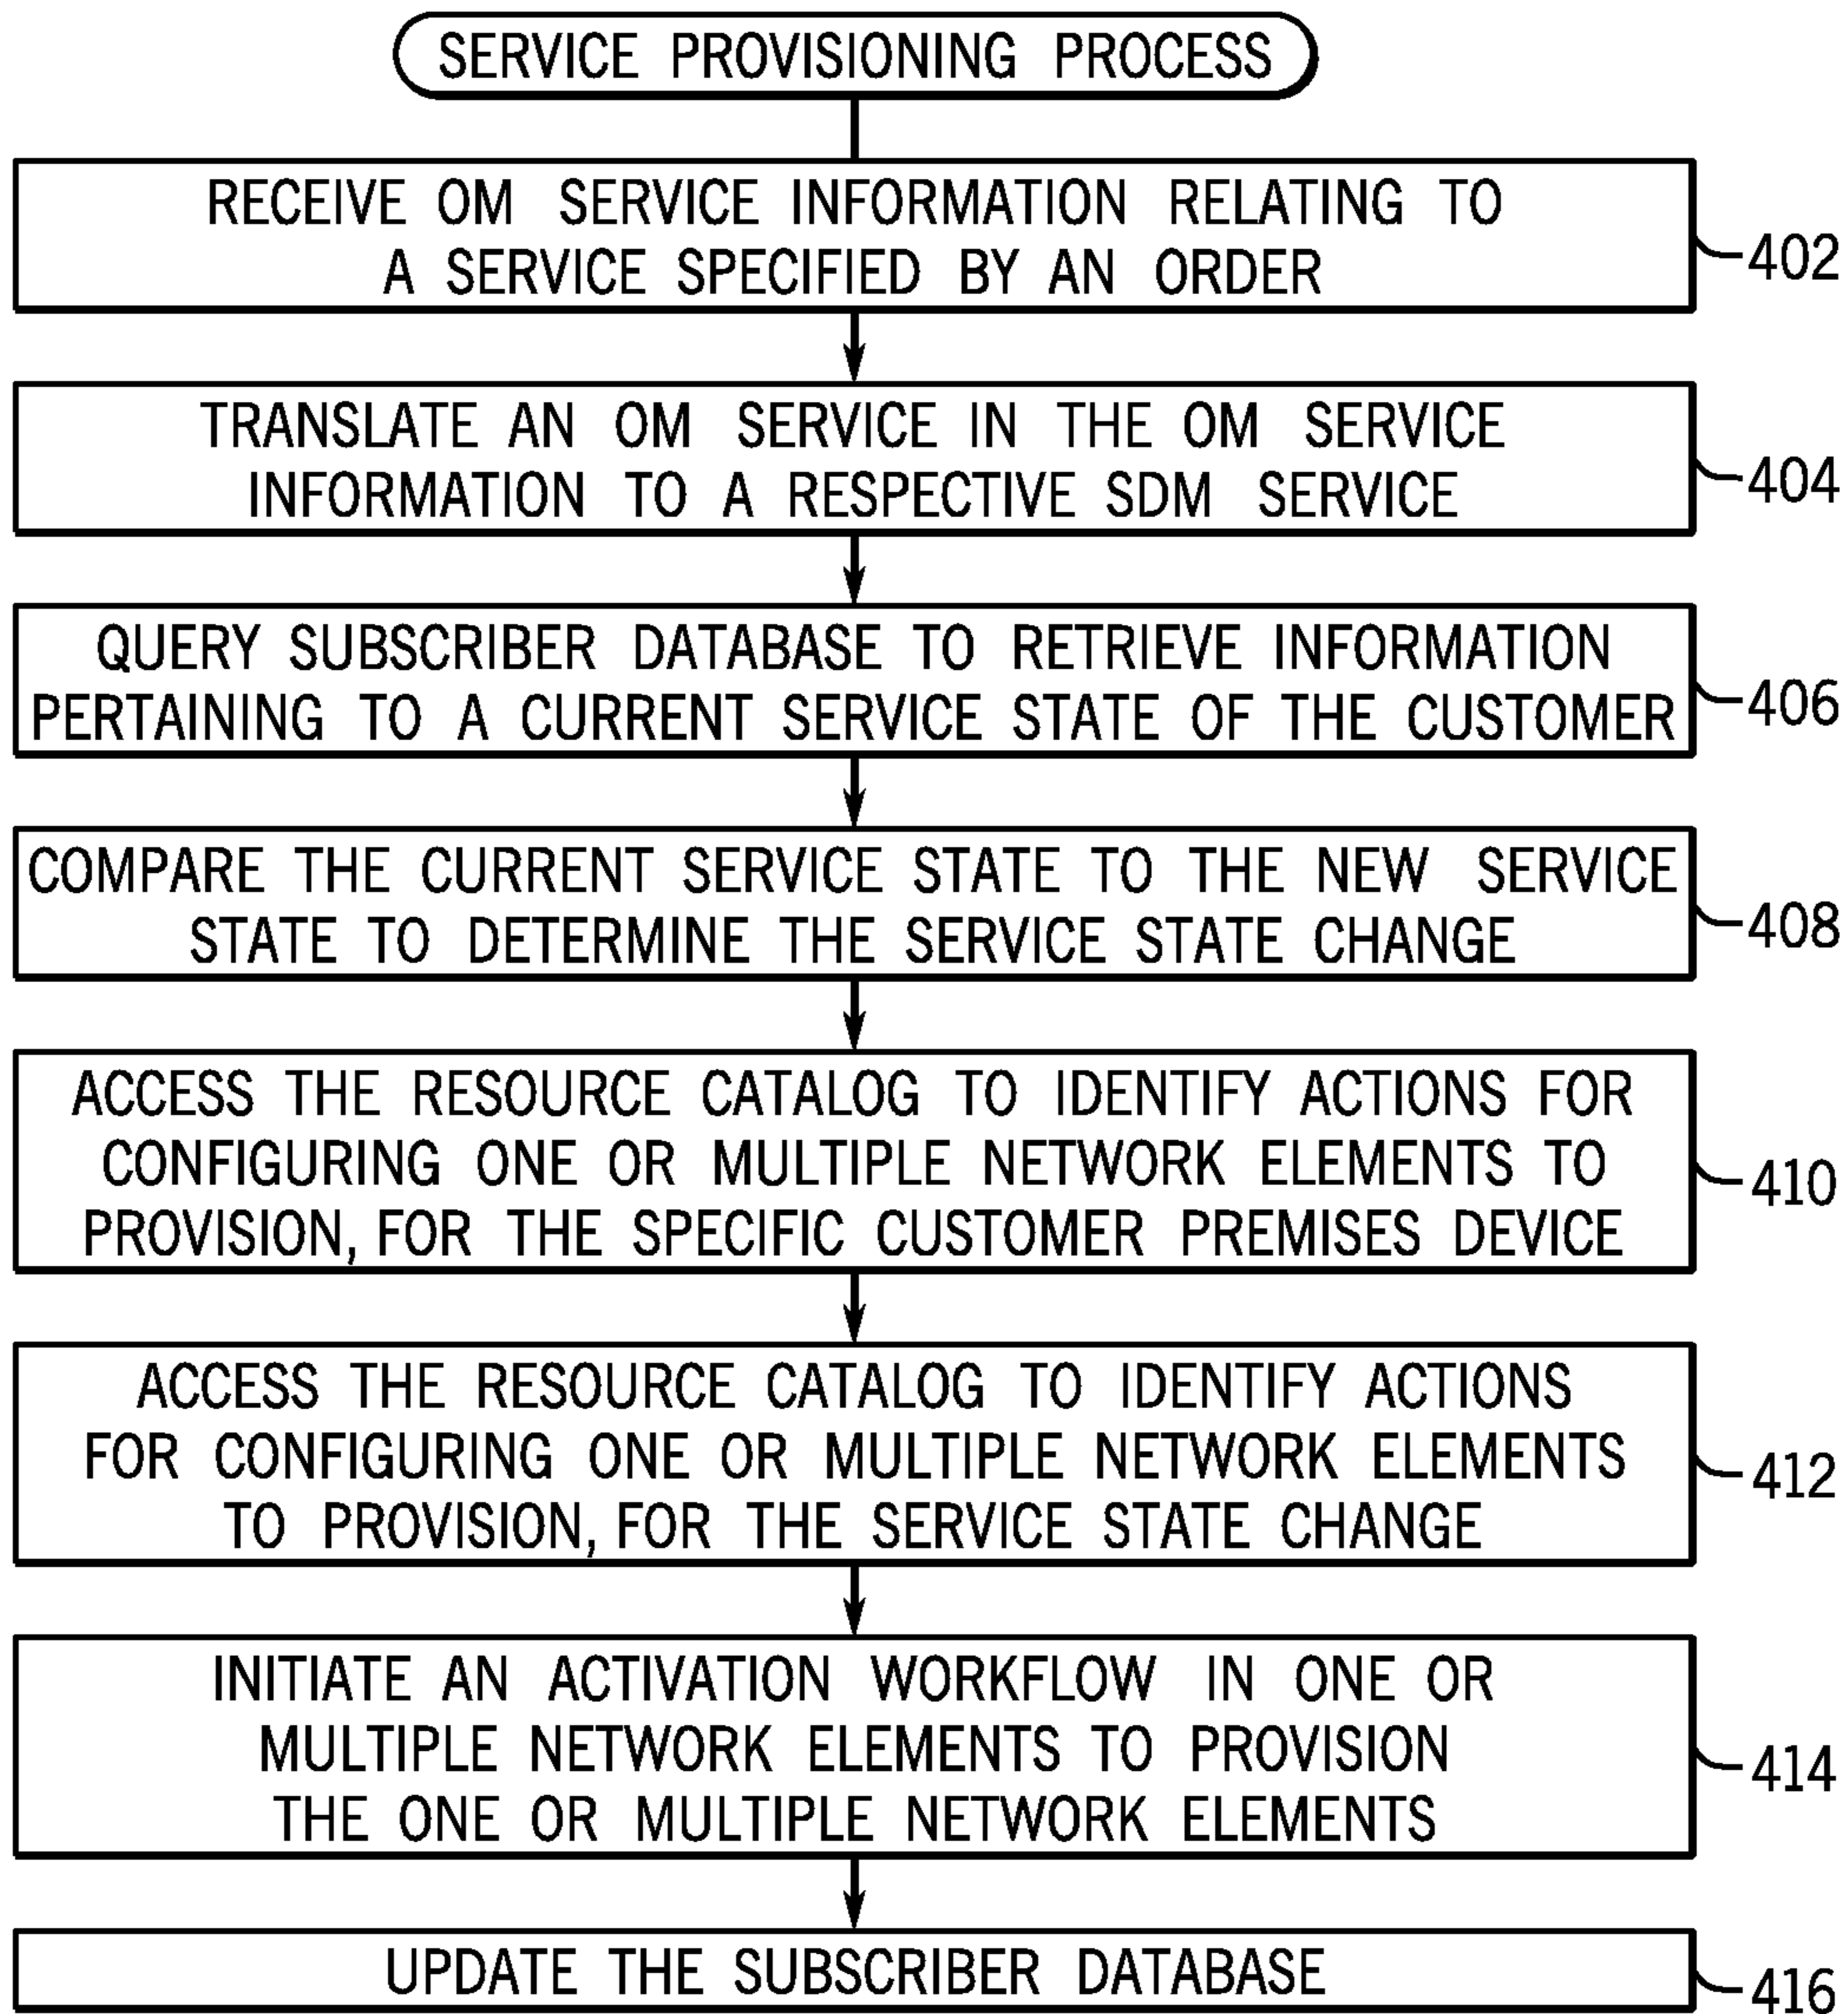 SERVICE PROVISIONING PROCESS
RECEIVE OM SERVICE INFORMATION RELATING TO
A SERVICE SPECIFIED BY AN ORDER
402
TRANSLATE AN OM SERVICE IN THE OM SERVICE
INFORMATION TO A RESPECTIVE SDM SERVICE
404
QUERY SUBSCRIBER DATABASE TO RETRIEVE INFORMATION
PERTAINING TO A CURRENT SERVICE STATE OF THE CUSTOMER
406
COMPARE THE CURRENT SERVICE STATE TO THE NEW SERVICE
STATE TO DETERMINE THE SERVICE STATE CHANGE
408
ACCESS THE RESOURCE CATALOG TO IDENTIFY ACTIONS FOR
CONFIGURING ONE OR MULTIPLE NETWORK ELEMENTS TO
PROVISION, FOR THE SPECIFIC CUSTOMER PREMISES DEVICE
410
ACCESS THE RESOURCE CATALOG TO IDENTIFY ACTIONS
FOR CONFIGURING ONE OR MULTIPLE NETWORK ELEMENTS
TO PROVISION, FOR THE SERVICE STATE CHANGE
412
INITIATE AN ACTIVATION WORKFLOW IN ONE OR
MULTIPLE NETWORK ELEMENTS TO PROVISION
THE ONE OR MULTIPLE NETWORK ELEMENTS
414
UPDATE THE SUBSCRIBER DATABASE
416